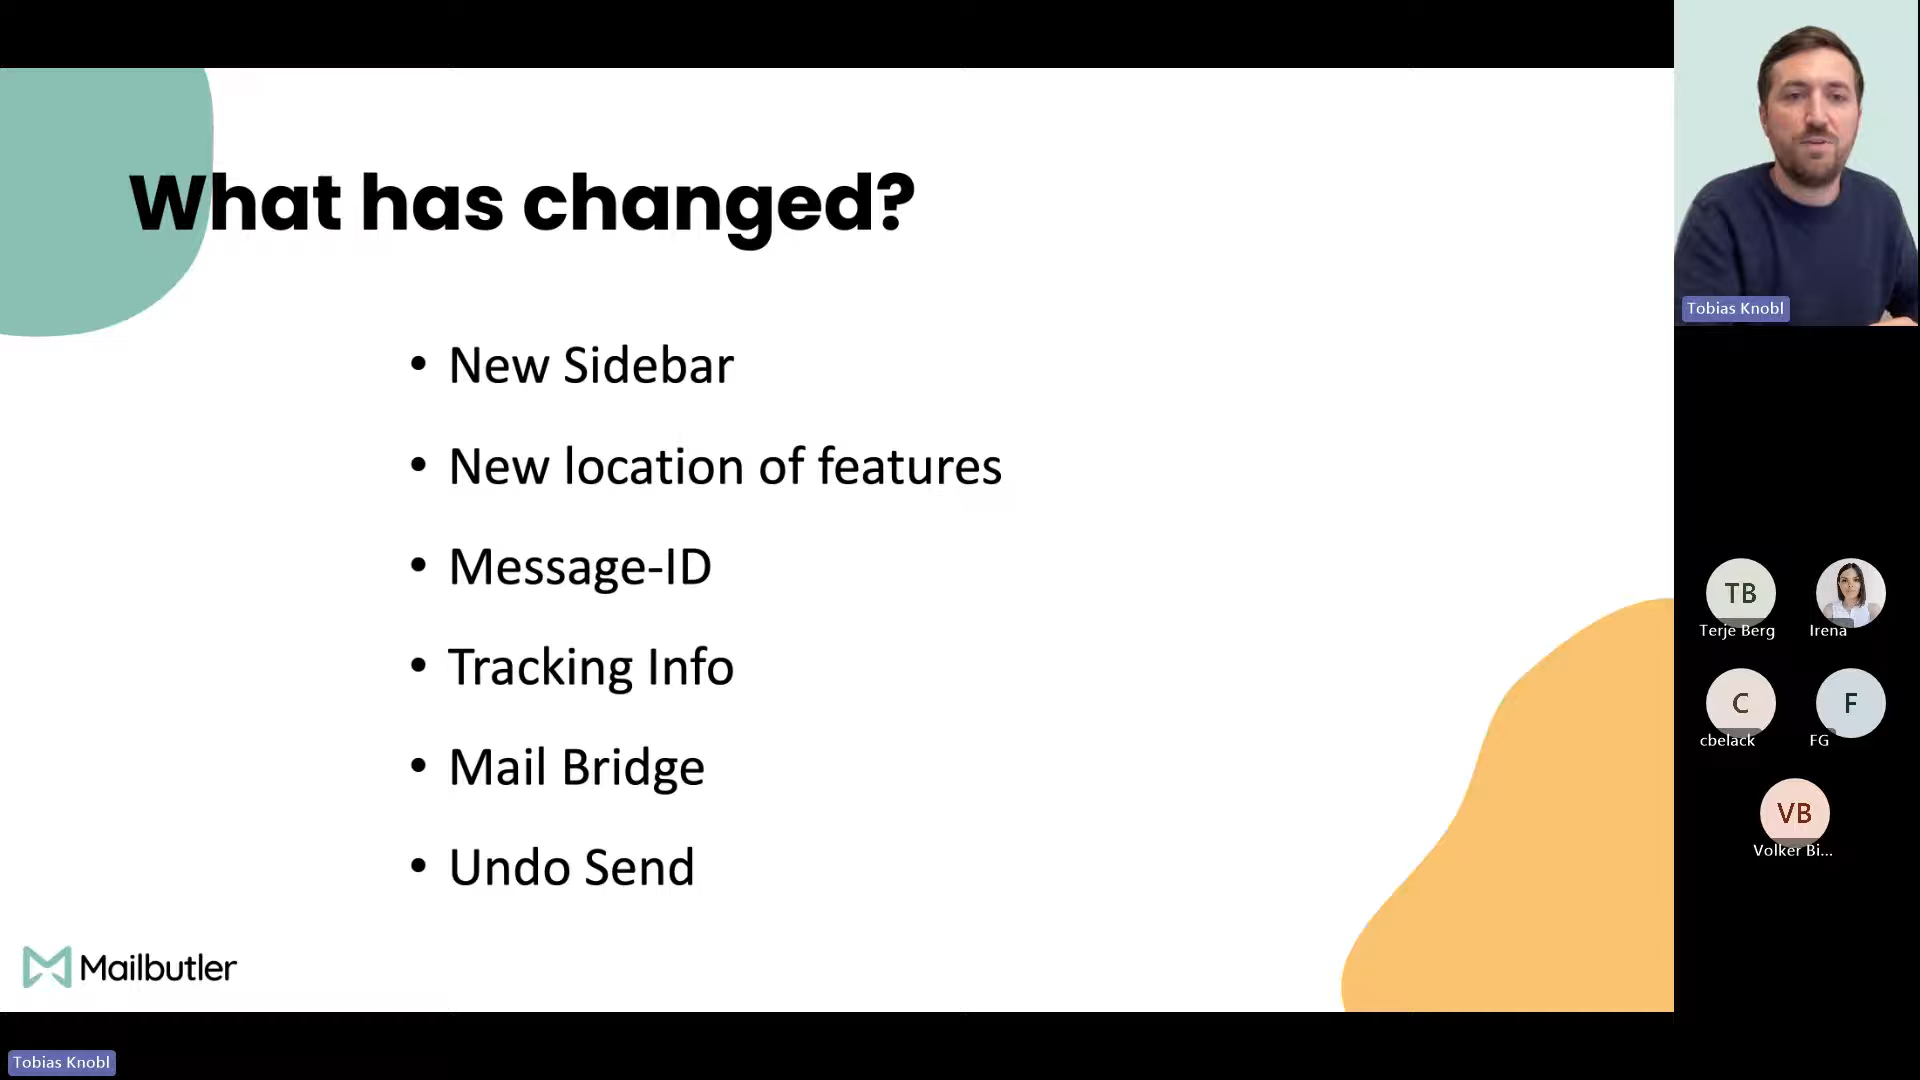 What has changed?
• New Sidebar
• New location of features
• Message-ID
• Tracking Info
• Mail Bridge
• Undo Send
Mailbutler
Tobias Knobl
Tobias Knobl
TB
Terje Berg
Irena
C
cbelack
F
FG
VB
Volker Bi...